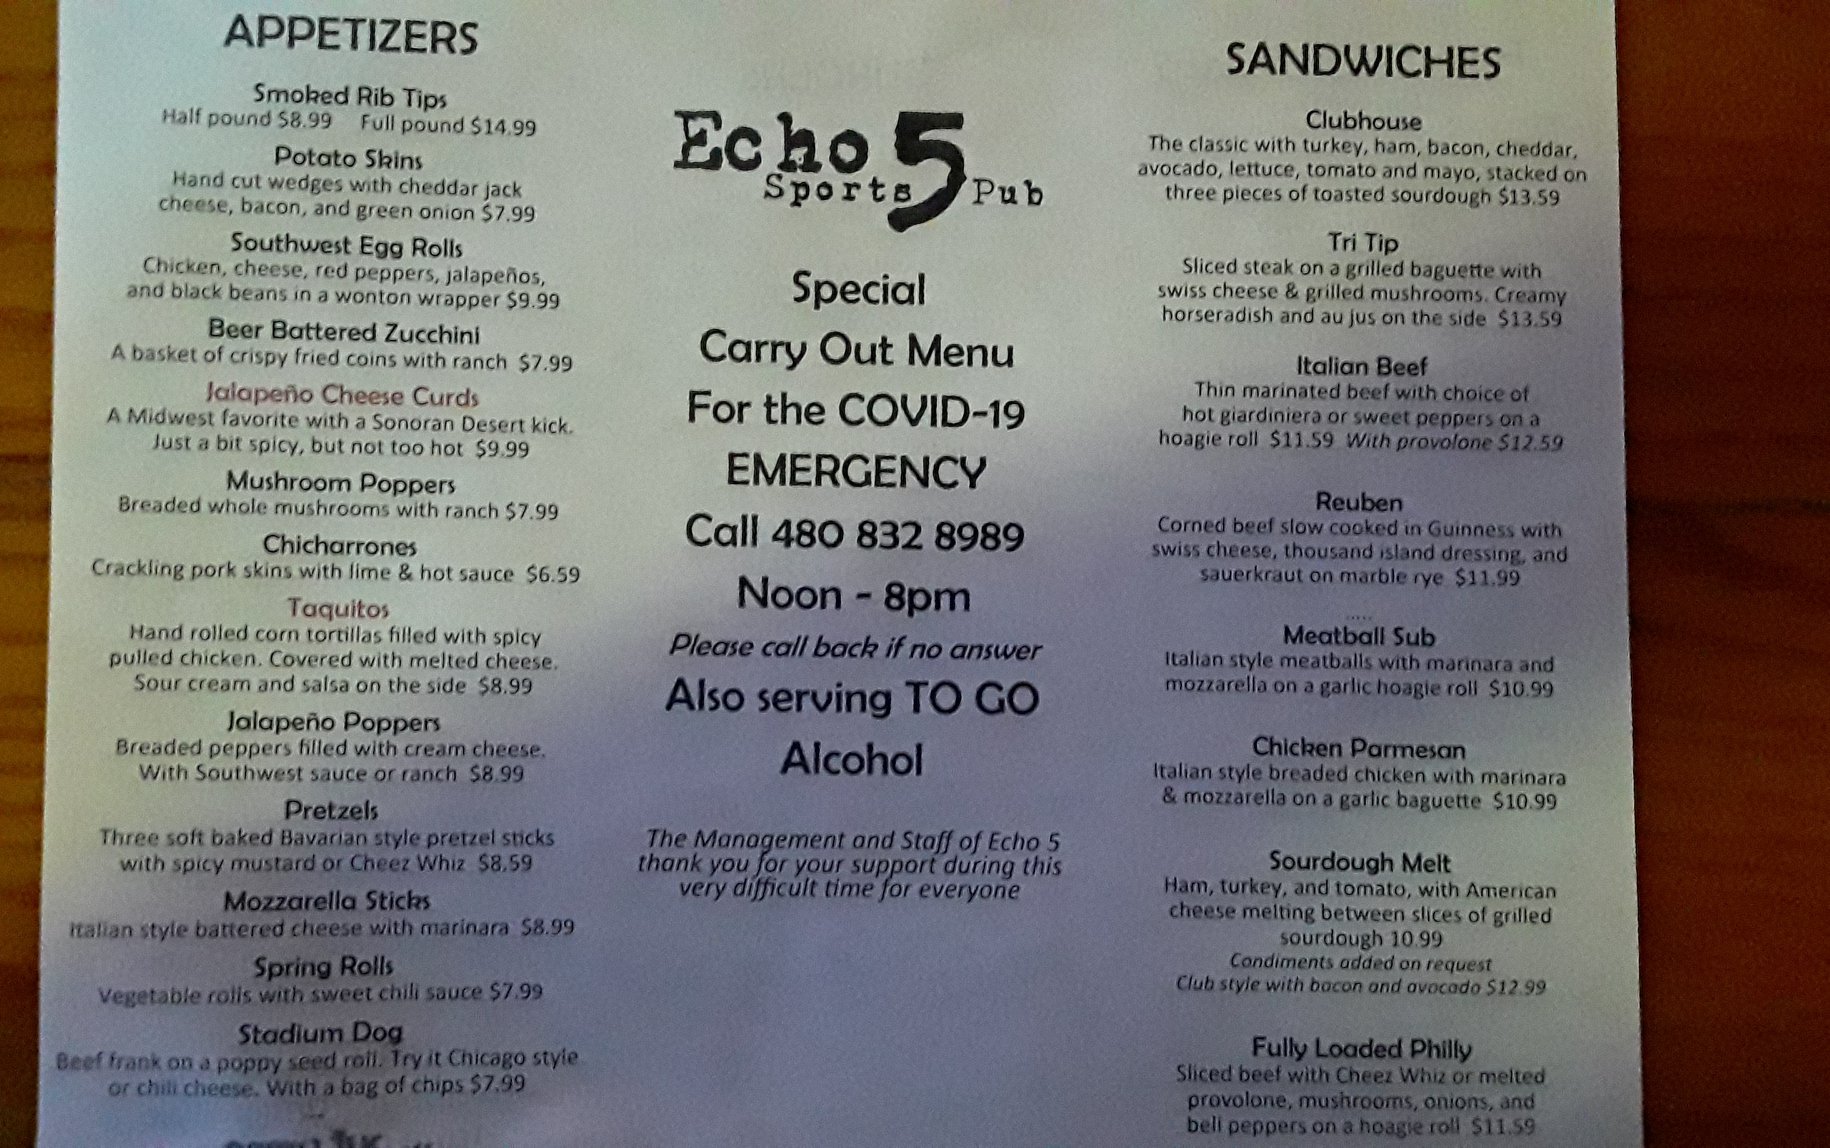 APPETIZERS
Smoked Rib Tips
Half pound $8.99 Full pound $14.99
Potato Skins
Hand cut wedges with cheddar jack
cheese, bacon, and green onion $7.99
Southwest Egg Rolls
Chicken, cheese, red peppers, jalapeños,
and black beans in a wonton wrapper $9.99
Beer Battered Zucchini
A basket of crispy fried coins with ranch $7.99
Jalapeño Cheese Curds
A Midwest favorite with a Sonoran Desert kick.
Just a bit spicy, but not too hot $9.99
Mushroom Poppers
Breaded whole mushrooms with ranch $7.99
Chicharrones
Crackling pork skins with lime & hot sauce $6.59
Taquitos
Hand rolled corn tortillas filled with spicy
pulled chicken. Covered with melted cheese.
Sour cream and salsa on the side $8.99
Jalapeño Poppers
Breaded peppers filled with cream cheese.
With Southwest sauce or ranch $8.99
Pretzels
Three soft baked Bavarian style pretzel sticks
with spicy mustard or Cheez Whiz $8.59
Mozzarella Sticks
Italian style battered cheese with marinara $8.99
Spring Rolls
Vegetable rolls with sweet chili sauce $7.99
Stadium Dog
Beef frank on a poppy seed roll. Try it Chicago style
or chili cheese. With a bag of chips $7.99
Echo 5
Sports Pub
Special
Carry Out Menu
For the COVID-19
EMERGENCY
Call 480 832 8989
Noon - 8pm
Please call back if no answer
Also serving TO GO
Alcohol
The Management and Staff of Echo 5
thank you for your support during this
very difficult time for everyone
SANDWICHES
Clubhouse
The classic with turkey, ham, bacon, cheddar,
avocado, lettuce, tomato and mayo, stacked on
three pieces of toasted sourdough $13.59
Tri Tip
Sliced steak on a grilled baguette with
swiss cheese & grilled mushrooms. Creamy
horseradish and au jus on the side $13.59
Italian Beef
Thin marinated beef with choice of
hot giardiniera or sweet peppers on a
hoagie roll $11.59 With provolone $12.59
Reuben
Corned beef slow cooked in Guinness with
swiss cheese, thousand island dressing, and
sauerkraut on marble rye $11.99
.....
Meatball Sub
Italian style meatballs with marinara and
mozzarella on a garlic hoagie roll $10.99
Chicken Parmesan
Italian style breaded chicken with marinara
& mozzarella on a garlic baguette $10.99
Sourdough Melt
Ham, turkey, and tomato, with American
cheese melting between slices of grilled
sourdough 10.99
Condiments added on request
Club style with bacon and avocado $12.99
Fully Loaded Philly
Sliced beef with Cheez Whiz or melted
provolone, mushrooms, onions, and
bell peppers on a hoagie roll $11.59